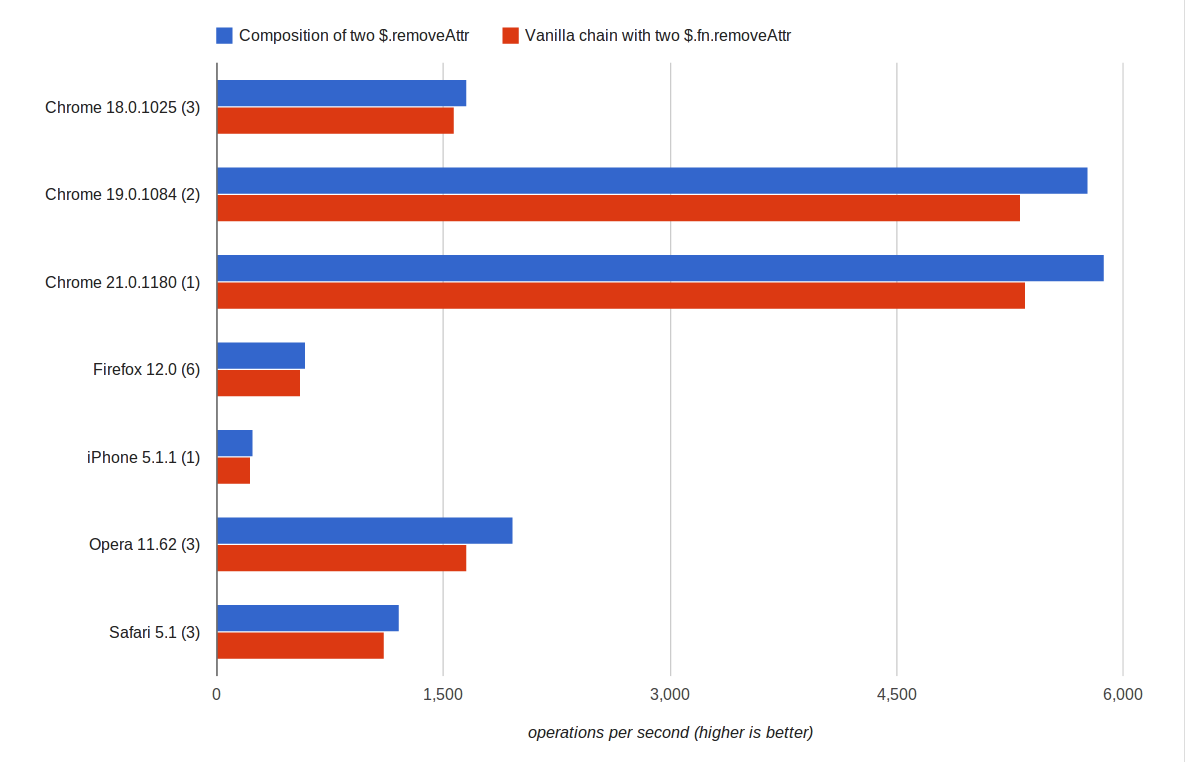 Composition of two $.removeAttr
Vanilla chain with two $.fn.removeAttr
Chrome 18.0.1025 (3)
Chrome 19.0.1084 (2)
Chrome 21.0.1180 (1)
Firefox 12.0 (6)
iPhone 5.1.1 (1)
Opera 11.62 (3)
Safari 5.1 (3)
0 1,500 3,000 4,500 6,000
operations per second (higher is better)